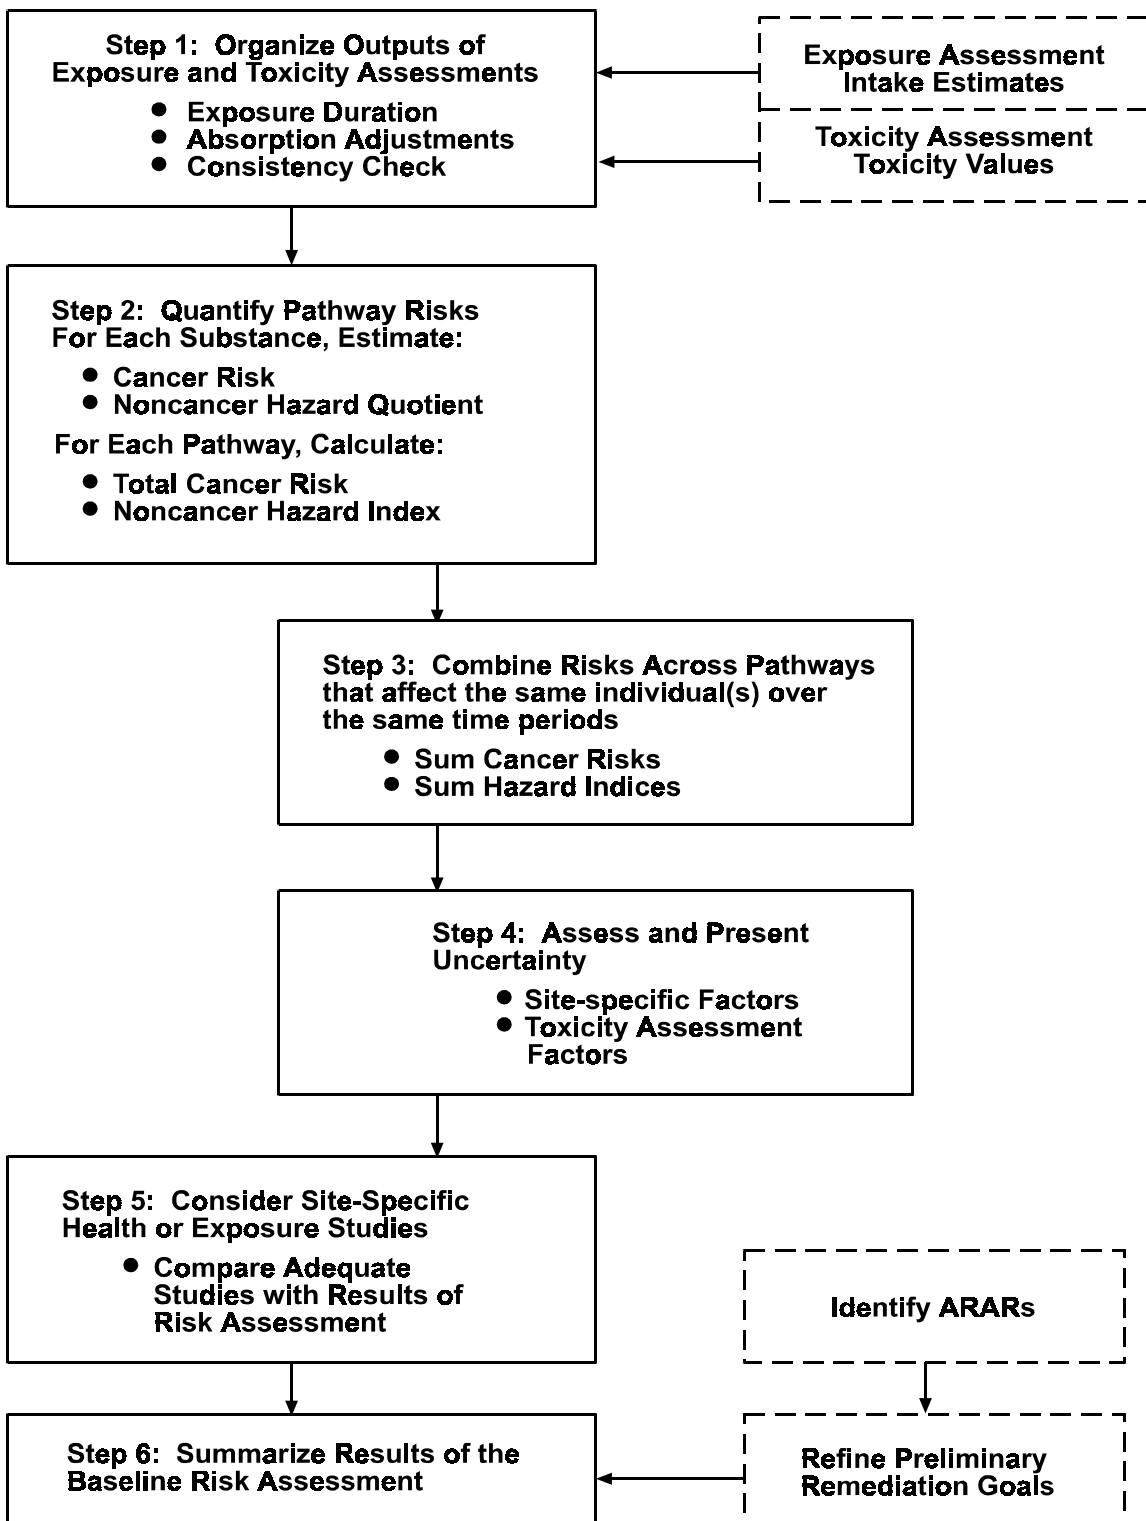 Step 1: Organize Outputs of
Exposure and Toxicity Assessments
● Exposure Duration
● Absorption Adjustments
● Consistency Check
Exposure Assessment
Intake Estimates
Toxicity Assessment
Toxicity Values
Step 2: Quantify Pathway Risks
For Each Substance, Estimate:
● Cancer Risk
● Noncancer Hazard Quotient
For Each Pathway, Calculate:
● Total Cancer Risk
● Noncancer Hazard Index
Step 3: Combine Risks Across Pathways
that affect the same individual(s) over
the same time periods
● Sum Cancer Risks
● Sum Hazard Indices
Step 4: Assess and Present
Uncertainty
● Site-specific Factors
● Toxicity Assessment
Factors
Step 5: Consider Site-Specific
Health or Exposure Studies
● Compare Adequate
Studies with Results of
Risk Assessment
Identify ARARs
Step 6: Summarize Results of the
Baseline Risk Assessment
Refine Preliminary
Remediation Goals